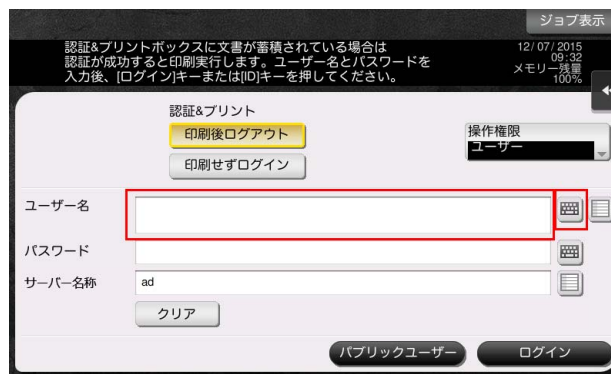 ジョブ表示
認証&プリントボックスに文書が蓄積されている場合は
認証が成功すると印刷実行します。ユーザー名とパスワードを
入力後、[ログイン]キーまたは[ID]キーを押してください。
12/07/2015
09:32
メモリー残量
100%
認証&プリント
印刷後ログアウト
操作権限
ユーザー
印刷せずログイン
ユーザー名
パスワード
サーバー名称
ad
クリア
パブリックユーザー
ログイン